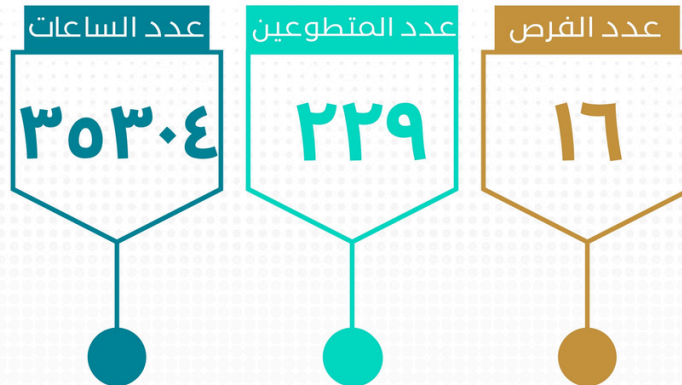 عدد الفرص
١٦
عدد المتطوعين
٢٢٩
عدد الساعات
٣٥٣٠٤